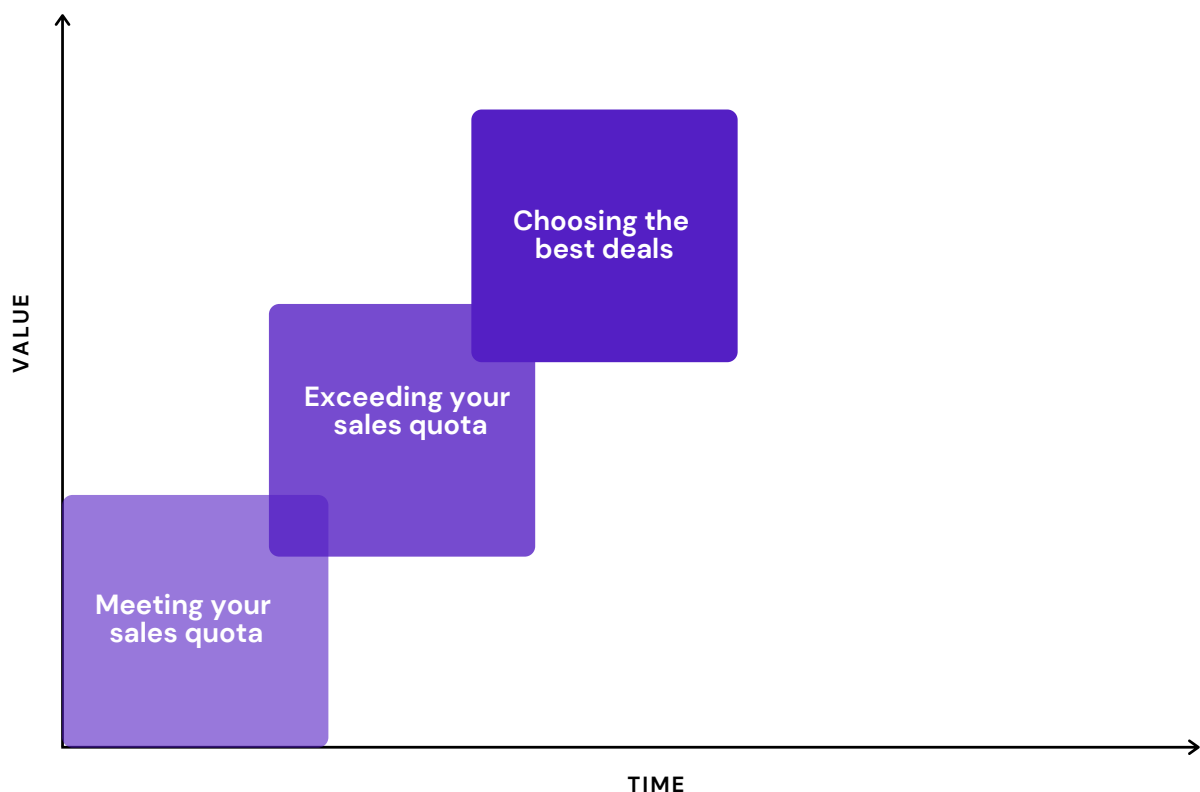 Choosing the
best deals
VALUE
Exceeding your
sales quota
Meeting your
sales quota
TIME